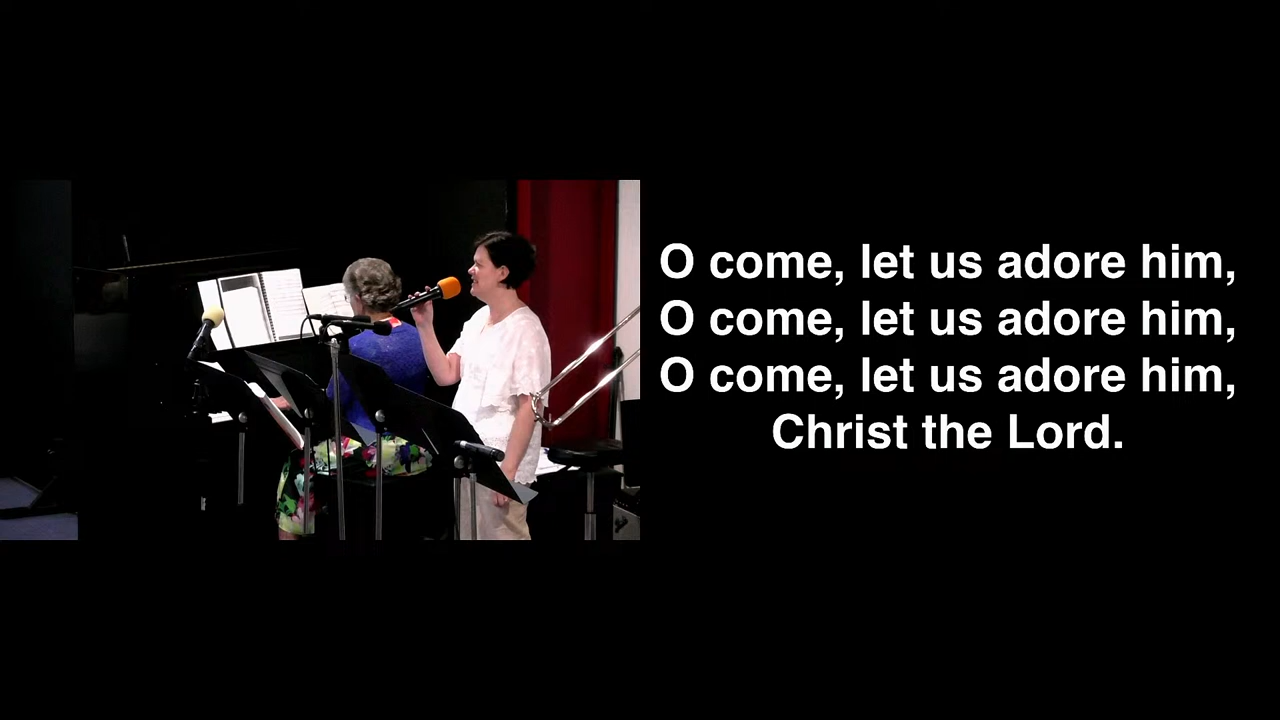 O come, let us adore him,
O come, let us adore him,
O come, let us adore him,
Christ the Lord.